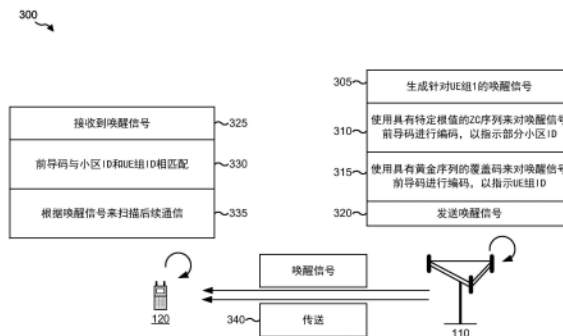 300
305
生成针对UE组1的唤醒信号
310
使用具有特定根值的ZC序列来对唤醒信号
前导码进行编码，以指示部分小区ID
315
使用具有黄金序列的覆盖码来对唤醒信号
前导码进行编码，以指示UE组ID
320
发送唤醒信号
接收到唤醒信号
325
前导码与小区ID和UE组ID相匹配
330
根据唤醒信号来扫描后续通信
335
唤醒信号
340
传送
120
110